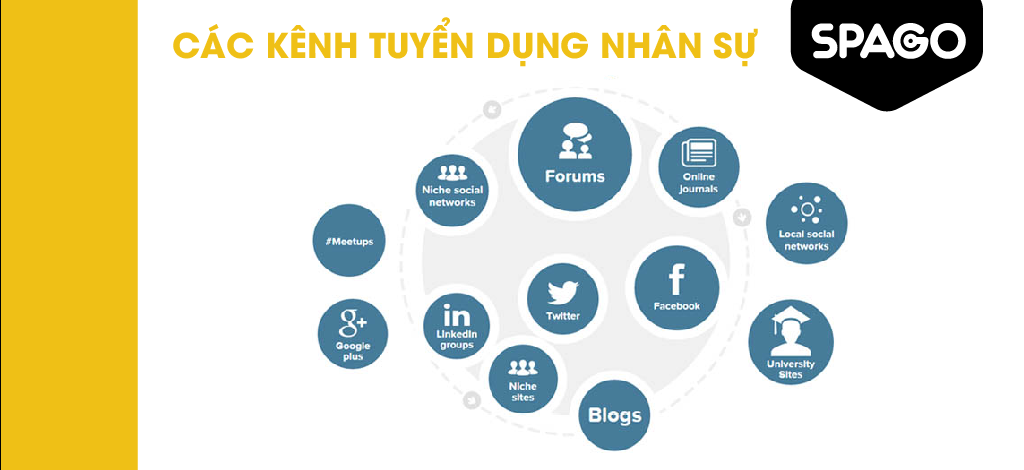 CÁC KÊNH TUYỂN DỤNG NHÂN SỰ
SPAGO
Forums
Online
journals
Niche social
networks
#Meetups
Local social
networks
Twitter
f
Facebook
in
LinkedIn
groups
g+
Google
plus
Niche
sites
University
Sites
Blogs